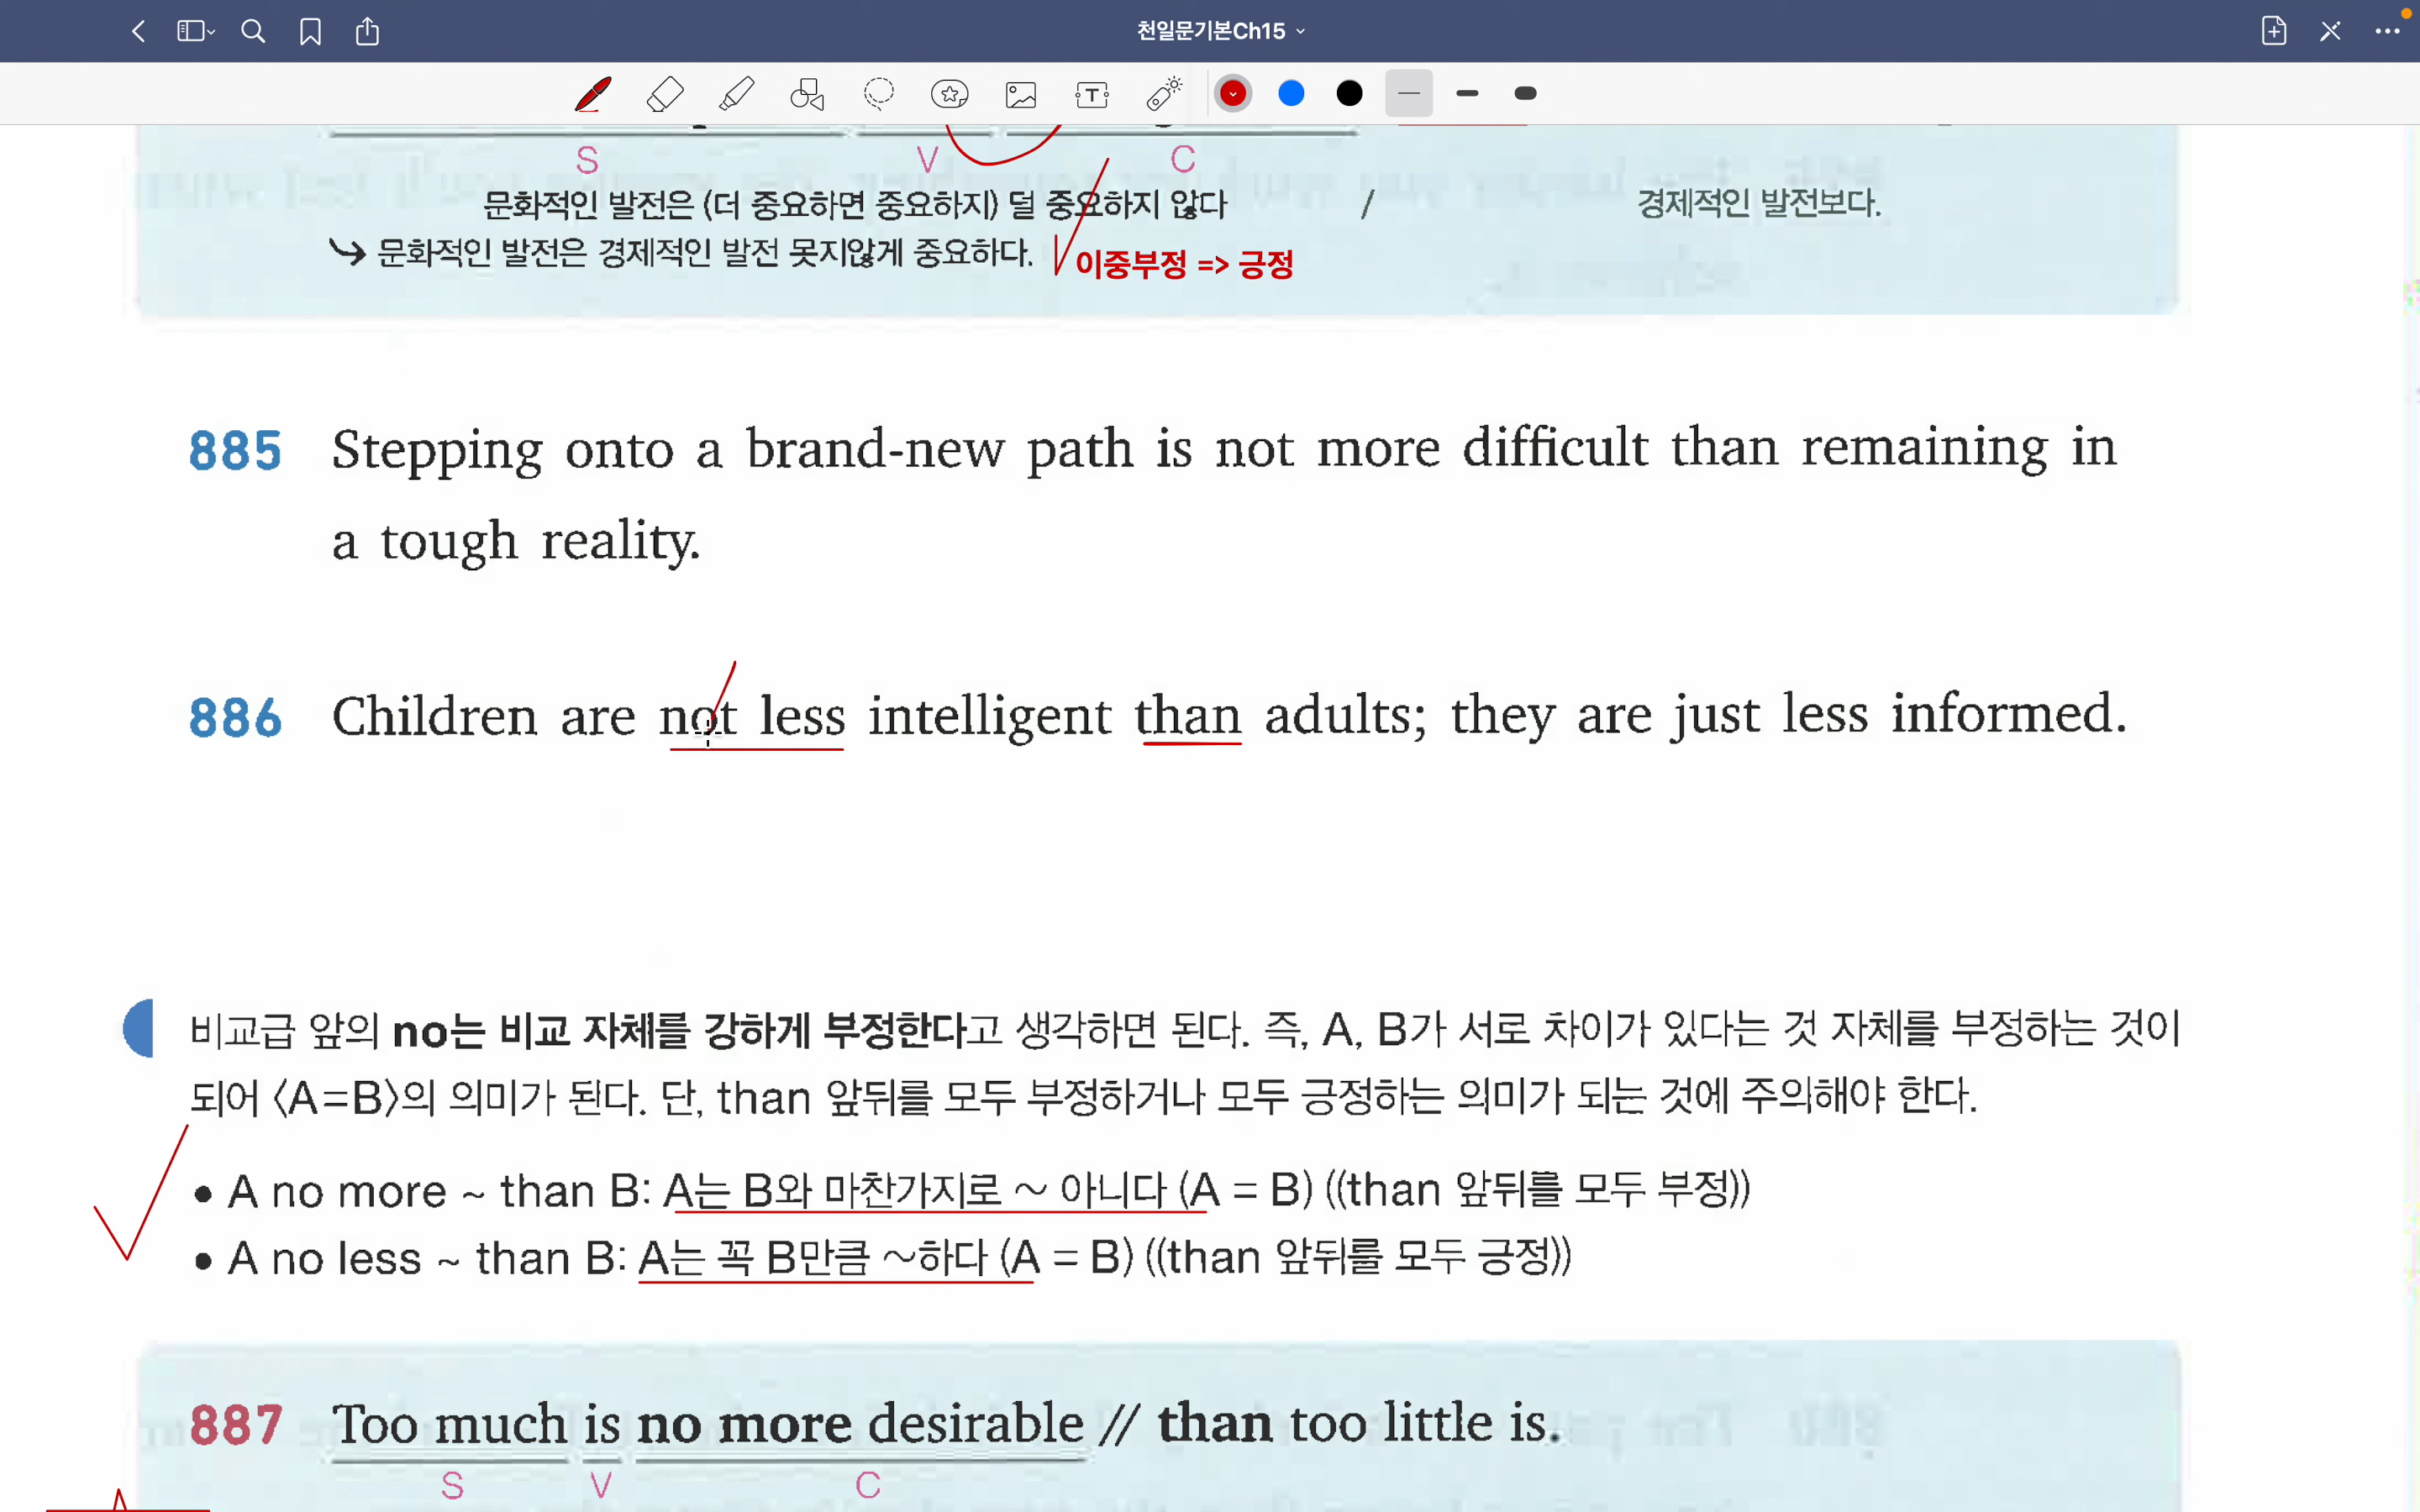 천일문기본Ch15
S V C
문화적인 발전은 (더 중요하면 중요하지) 덜 중요하지 않다 / 경제적인 발전보다.
↳ 문화적인 발전은 경제적인 발전 못지않게 중요하다. 이중부정 => 긍정
885 Stepping onto a brand-new path is not more difficult than remaining in
a tough reality.
886 Children are not less intelligent than adults; they are just less informed.
비교급 앞의 no는 비교 자체를 강하게 부정한다고 생각하면 된다. 즉, A, B가 서로 차이가 있다는 것 자체를 부정하는 것이
되어 〈A=B〉의 의미가 된다. 단, than 앞뒤를 모두 부정하거나 모두 긍정하는 의미가 되는 것에 주의해야 한다.
• A no more ~ than B: A는 B와 마찬가지로 ~ 아니다 (A = B) ((than 앞뒤를 모두 부정))
• A no less ~ than B: A는 꼭 B만큼 ~하다 (A = B) ((than 앞뒤를 모두 긍정))
887 Too much is no more desirable // than too little is.
S V C